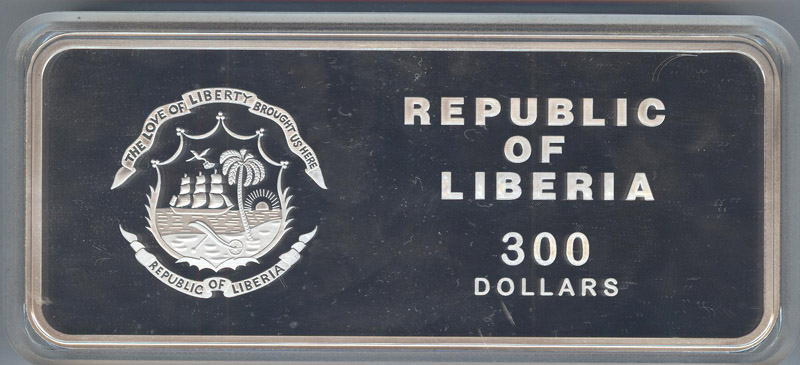 THE LOVE OF LIBERTY BROUGHT US HERE
REPUBLIC OF LIBERIA
REPUBLIC
OF
LIBERIA
300
DOLLARS